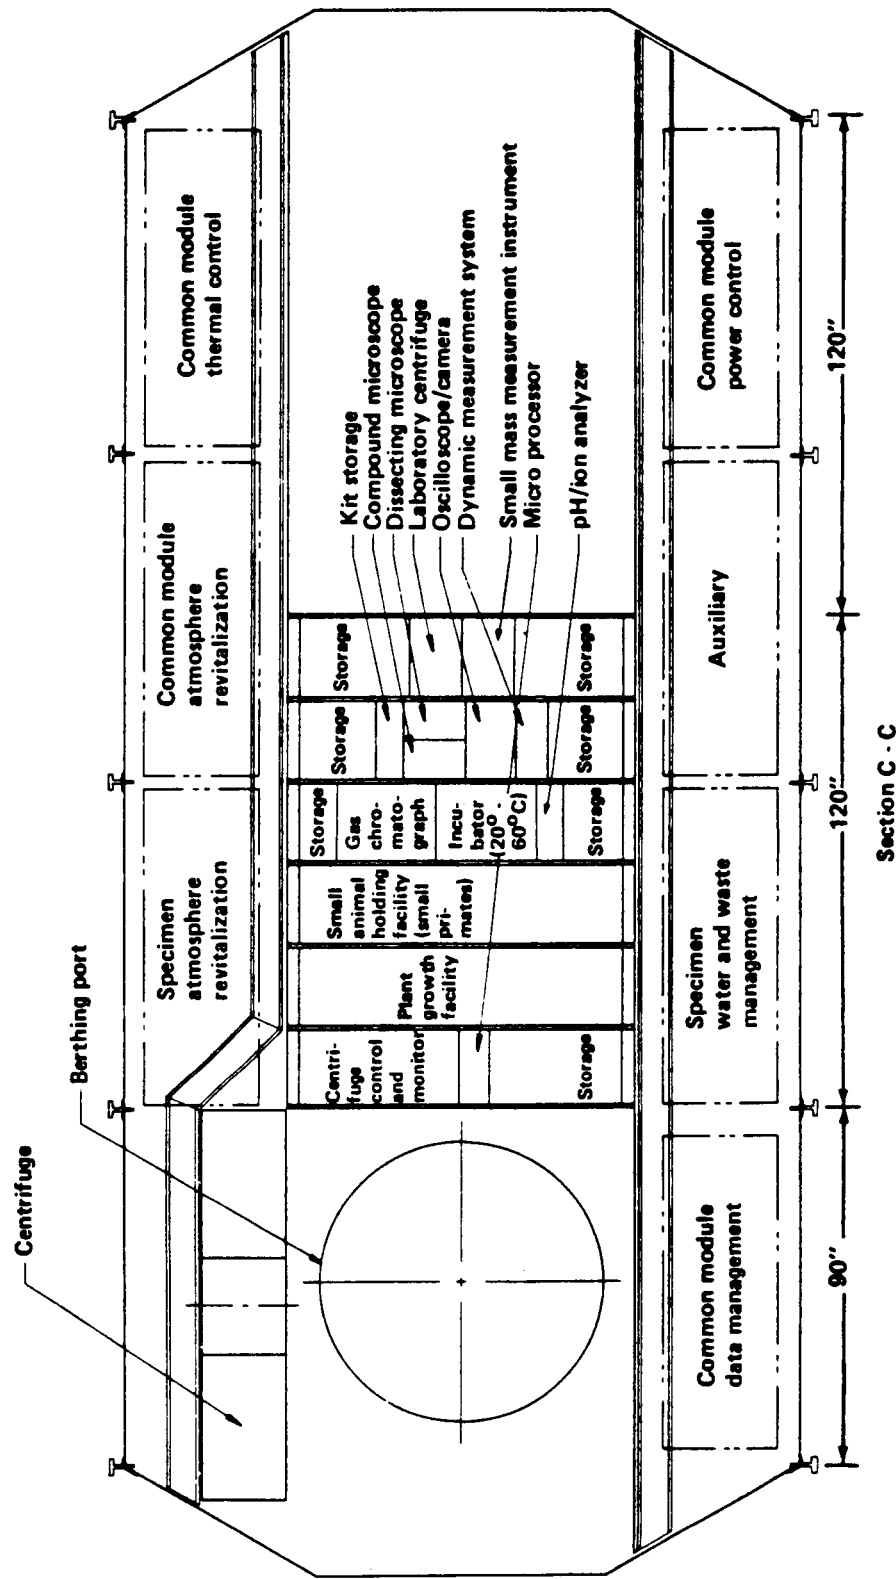 Centrifuge
Berthing port
Specimen
atmosphere
revitalization
Common module
atmosphere
revitalization
Common module
thermal control
Centri-
fuge
control
and
monitor
Storage
Plant
growth
facility
Small
animal
holding
facility
(small
pri-
mates)
Storage
Gas
chro-
mato-
graph
Incu-
bator
(20⁰ -
60⁰C)
Storage
Storage
Storage
Storage
Storage
Kit storage
Compound microscope
Dissecting microscope
Laboratory centrifuge
Oscilloscope/camera
Dynamic measurement system
Small mass measurement instrument
Micro processor
pH/ion analyzer
Common module
data management
Specimen
water and waste
management
Auxiliary
Common module
power control
90"
120"
120"
Section C - C